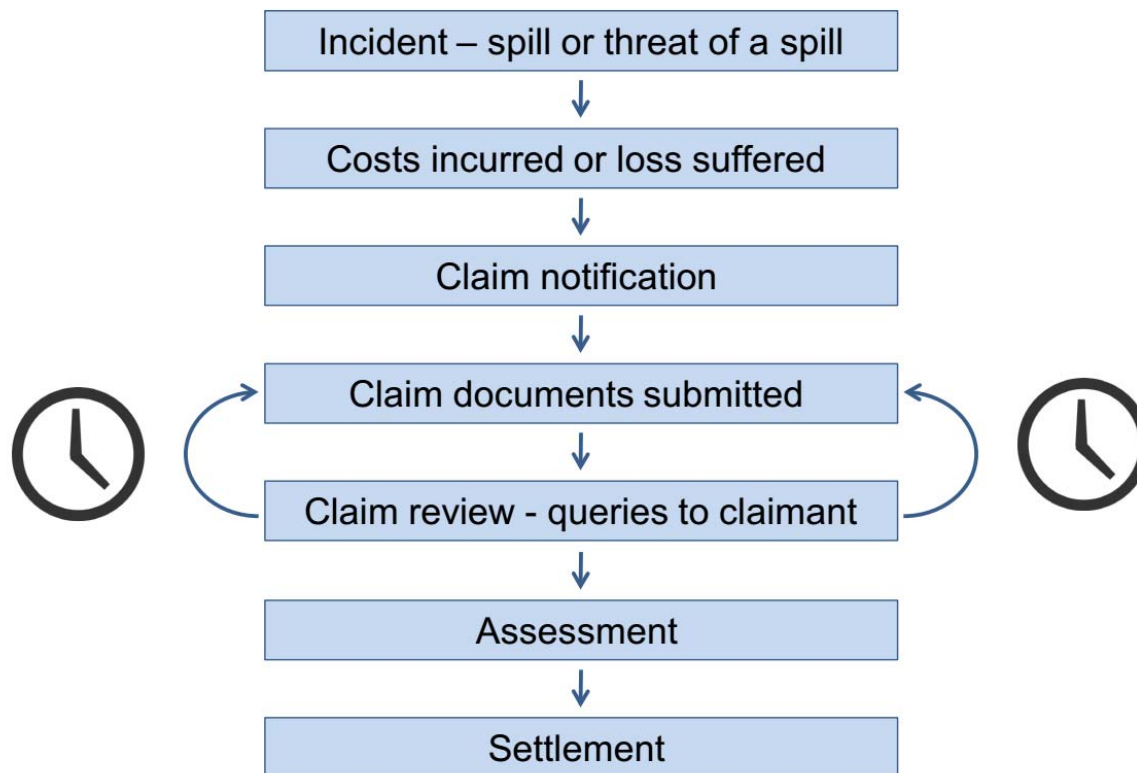 Incident – spill or threat of a spill
Costs incurred or loss suffered
Claim notification
Claim documents submitted
Claim review - queries to claimant
Assessment
Settlement